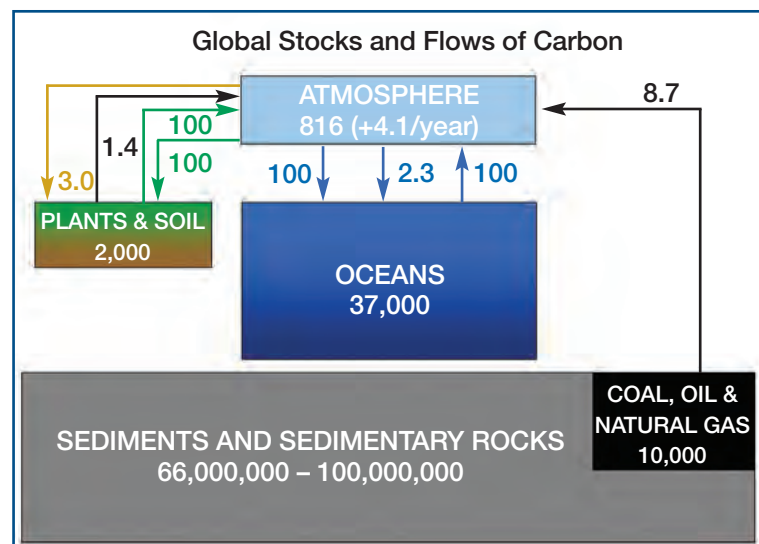 Global Stocks and Flows of Carbon
ATMOSPHERE
816 (+4.1/year)
8.7
100
1.4
100
3.0
100
2.3
100
PLANTS & SOIL
2,000
OCEANS
37,000
COAL, OIL &
NATURAL GAS
10,000
SEDIMENTS AND SEDIMENTARY ROCKS
66,000,000 – 100,000,000